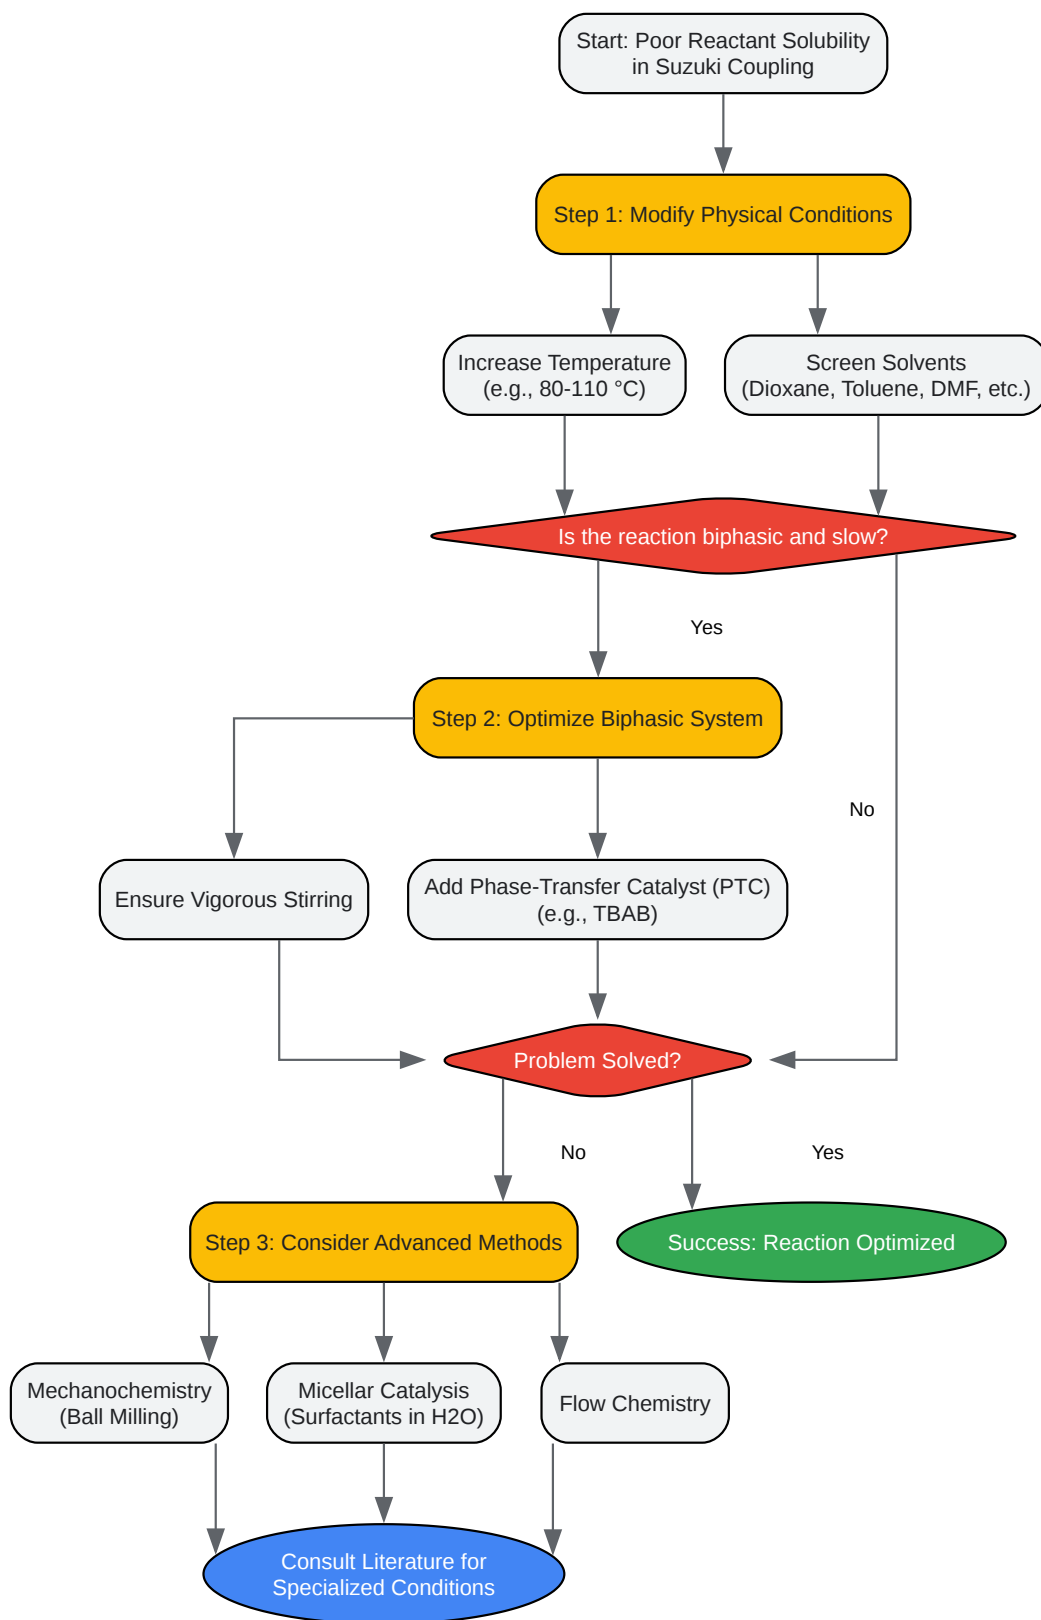 Start: Poor Reactant Solubility
in Suzuki Coupling
Step 1: Modify Physical Conditions
Increase Temperature
(e.g., 80-110 °C)
Screen Solvents
(Dioxane, Toluene, DMF, etc.)
Is the reaction biphasic and slow?
Yes
Step 2: Optimize Biphasic System
No
Ensure Vigorous Stirring
Add Phase-Transfer Catalyst (PTC)
(e.g., TBAB)
Problem Solved?
No
Yes
Step 3: Consider Advanced Methods
Success: Reaction Optimized
Mechanochemistry
(Ball Milling)
Micellar Catalysis
(Surfactants in H2O)
Flow Chemistry
Consult Literature for
Specialized Conditions